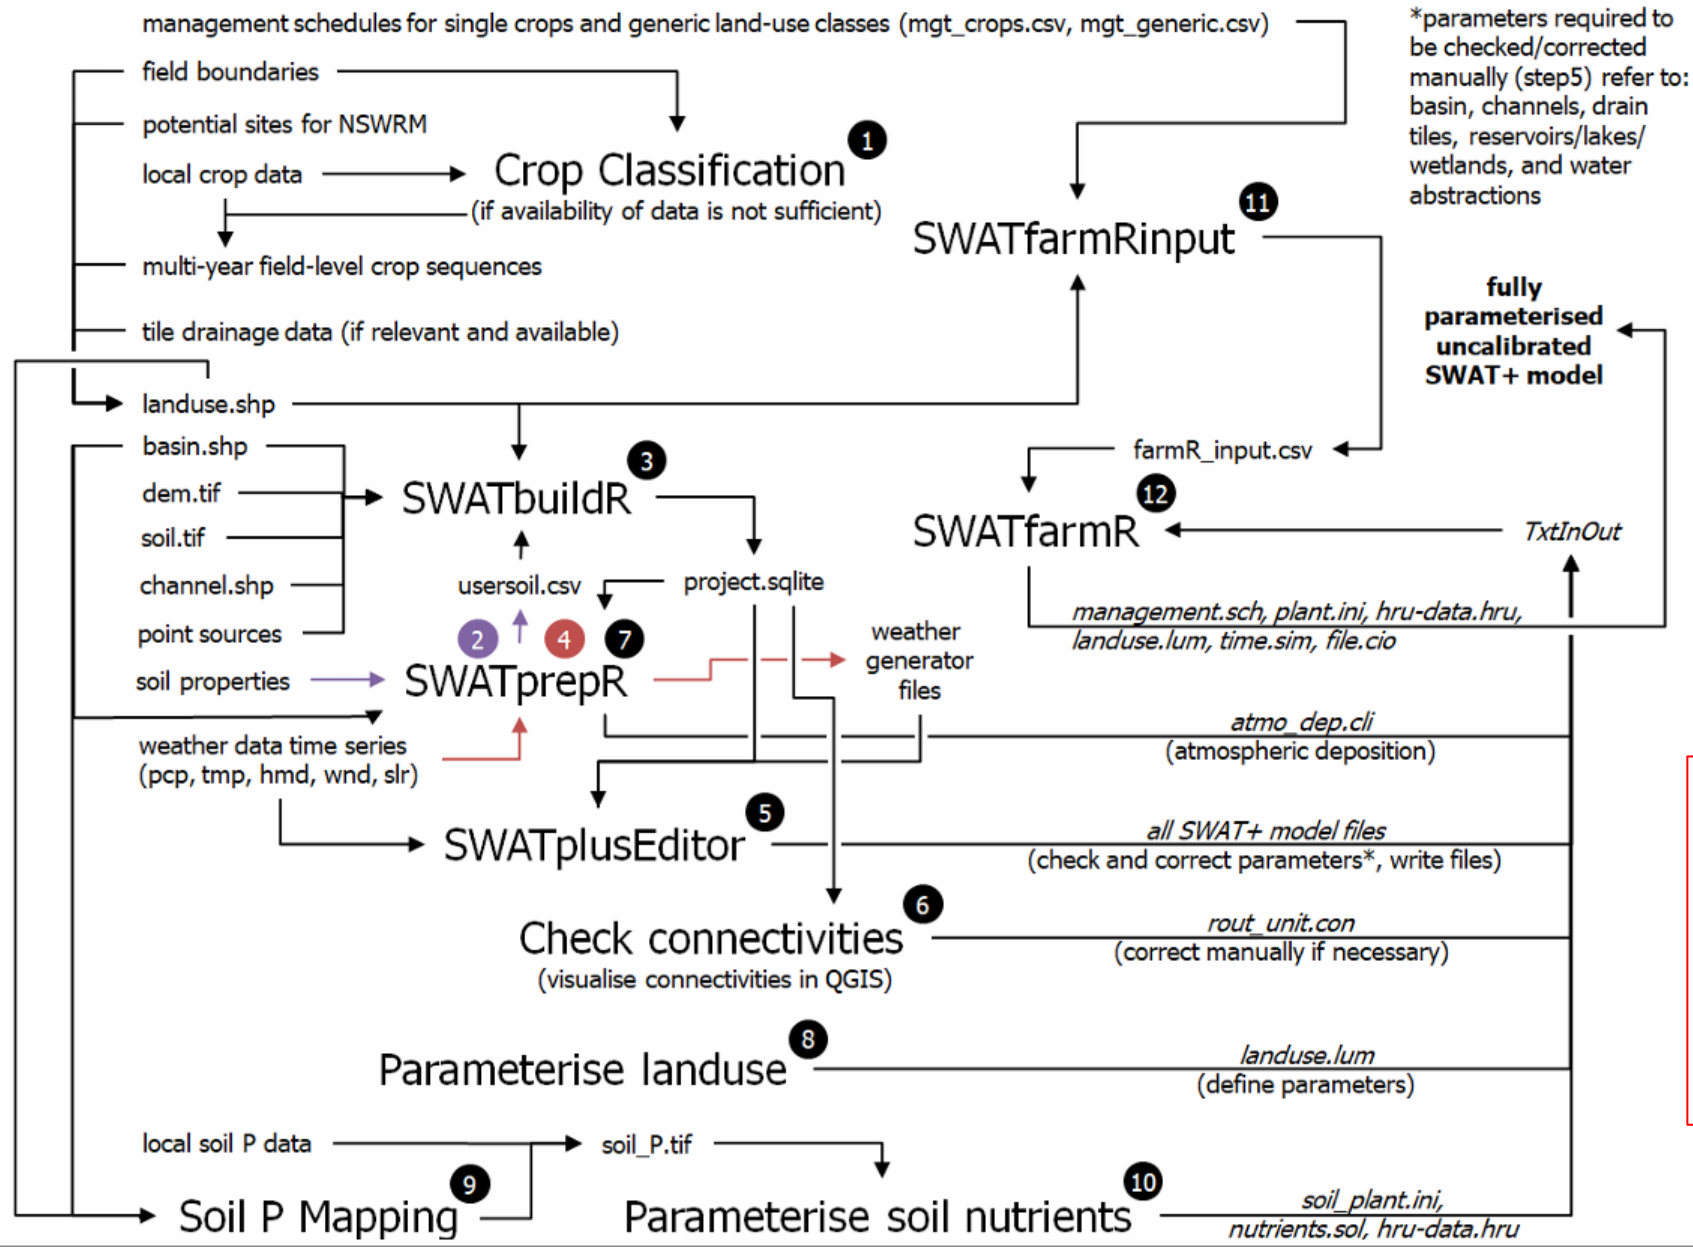 management schedules for single crops and generic land-use classes (mgt_crops.csv, mgt_generic.csv)
*parameters required to
be checked/corrected
manually (step5) refer to:
basin, channels, drain
tiles, reservoirs/lakes/
wetlands, and water
abstractions
field boundaries
potential sites for NSWRM
local crop data
Crop Classification
1
(if availability of data is not sufficient)
multi-year field-level crop sequences
tile drainage data (if relevant and available)
SWATfarmRinput
11
fully
parameterised
uncalibrated
SWAT+ model
landuse.shp
basin.shp
dem.tif
soil.tif
channel.shp
point sources
soil properties
SWATbuildR
3
farmR_input.csv
SWATfarmR
12
TxtInOut
usersoil.csv
project.sqlite
2
4
7
SWATprepR
weather
generator
files
management.sch, plant.ini, hru-data.hru,
landuse.lum, time.sim, file.cio
weather data time series
(pcp, tmp, hmd, wnd, slr)
atmo_dep.cli
(atmospheric deposition)
SWATplusEditor
5
all SWAT+ model files
(check and correct parameters*, write files)
Check connectivities
6
(visualise connectivities in QGIS)
rout_unit.con
(correct manually if necessary)
Parameterise landuse
8
landuse.lum
(define parameters)
local soil P data
soil_P.tif
Soil P Mapping
9
Parameterise soil nutrients
10
soil_plant.ini,
nutrients.sol, hru-data.hru